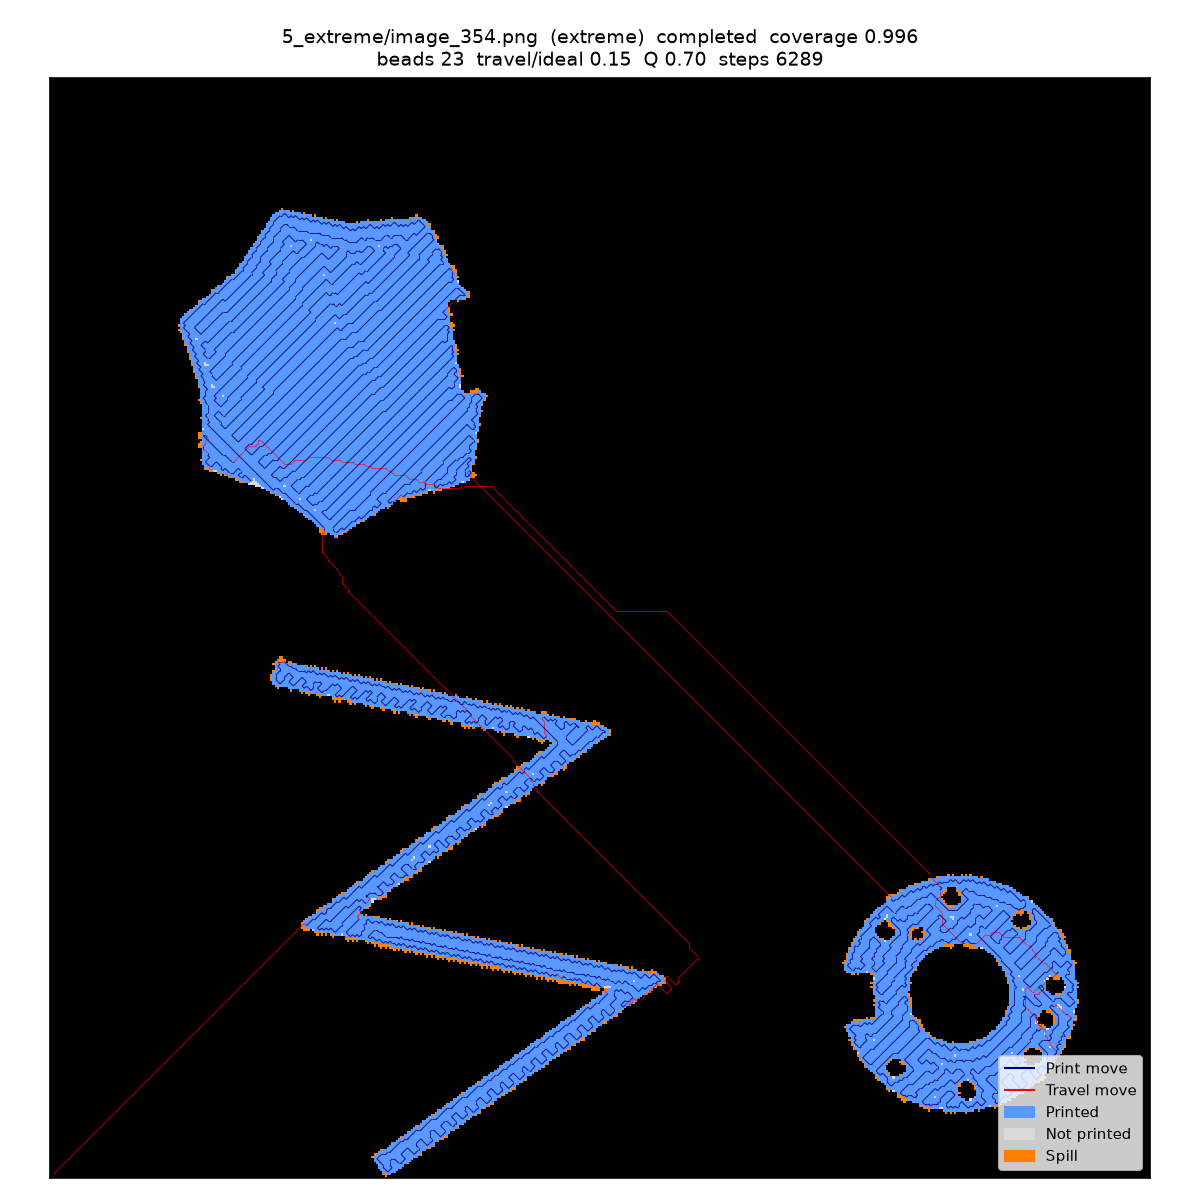 5_extreme/image_354.png  (extreme)  completed  coverage 0.996
beads 23  travel/ideal 0.15  Q 0.70  steps 6289
Print move
Travel move
Printed
Not printed
Spill